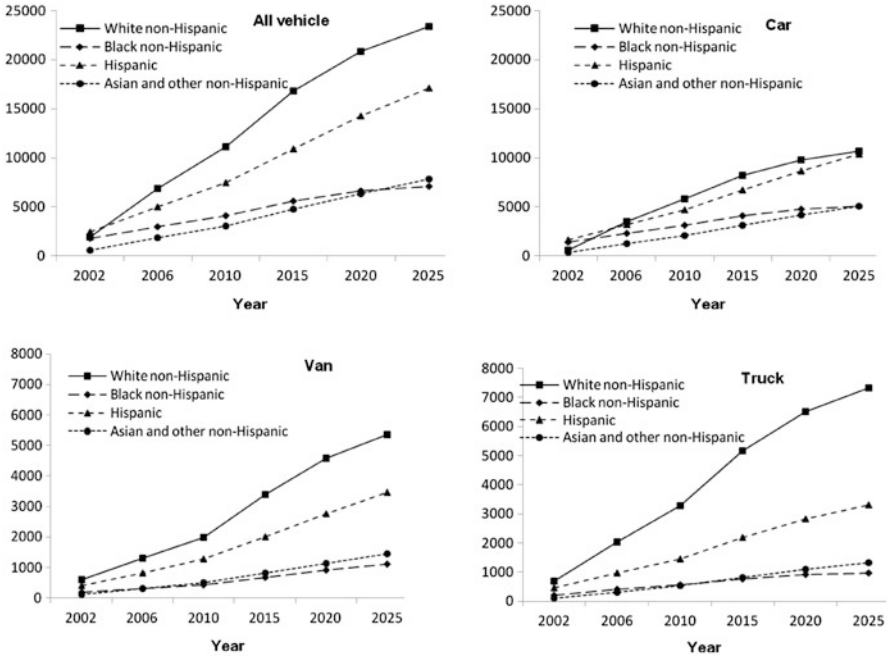 All vehicle
White non-Hispanic
Black non-Hispanic
Hispanic
Asian and other non-Hispanic
25000
20000
15000
10000
5000
0
2002 2006 2010 2015 2020 2025
Year
Car
White non-Hispanic
Black non-Hispanic
Hispanic
Asian and other non-Hispanic
25000
20000
15000
10000
5000
0
2002 2006 2010 2015 2020 2025
Year
Van
White non-Hispanic
Black non-Hispanic
Hispanic
Asian and other non-Hispanic
8000
7000
6000
5000
4000
3000
2000
1000
0
2002 2006 2010 2015 2020 2025
Year
Truck
White non-Hispanic
Black non-Hispanic
Hispanic
Asian and other non-Hispanic
8000
7000
6000
5000
4000
3000
2000
1000
0
2002 2006 2010 2015 2020 2025
Year